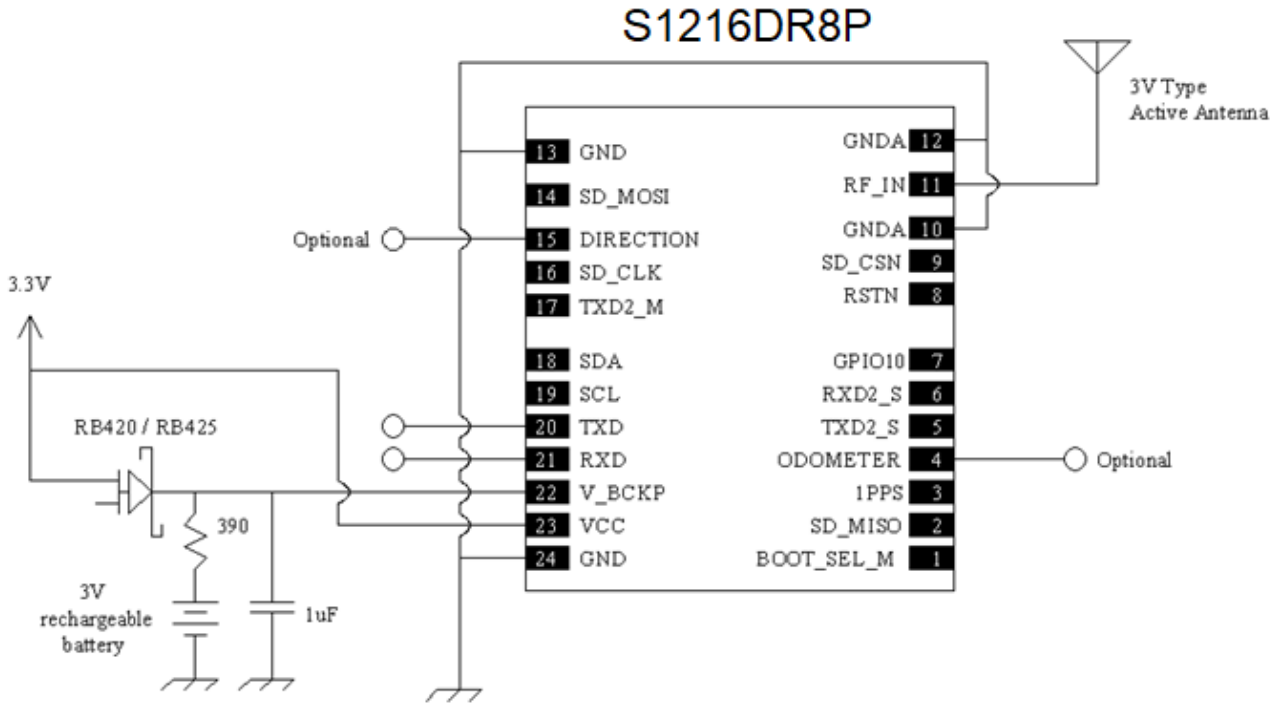 S1216DR8P
3V Type
Active Antenna
13 GND
14 SD_MOSI
Optional
15 DIRECTION
16 SD_CLK
17 TXD2_M
18 SDA
19 SCL
20 TXD
21 RXD
22 V_BCKP
23 VCC
24 GND
GNDA 12
RF_IN 11
GNDA 10
SD_CSN 9
RSTN 8
GPIO10 7
RXD2_S 6
TXD2_S 5
ODOMETER 4
Optional
1PPS 3
SD_MISO 2
BOOT_SEL_M 1
3.3V
RB420 / RB425
390
3V
rechargeable
battery
1uF